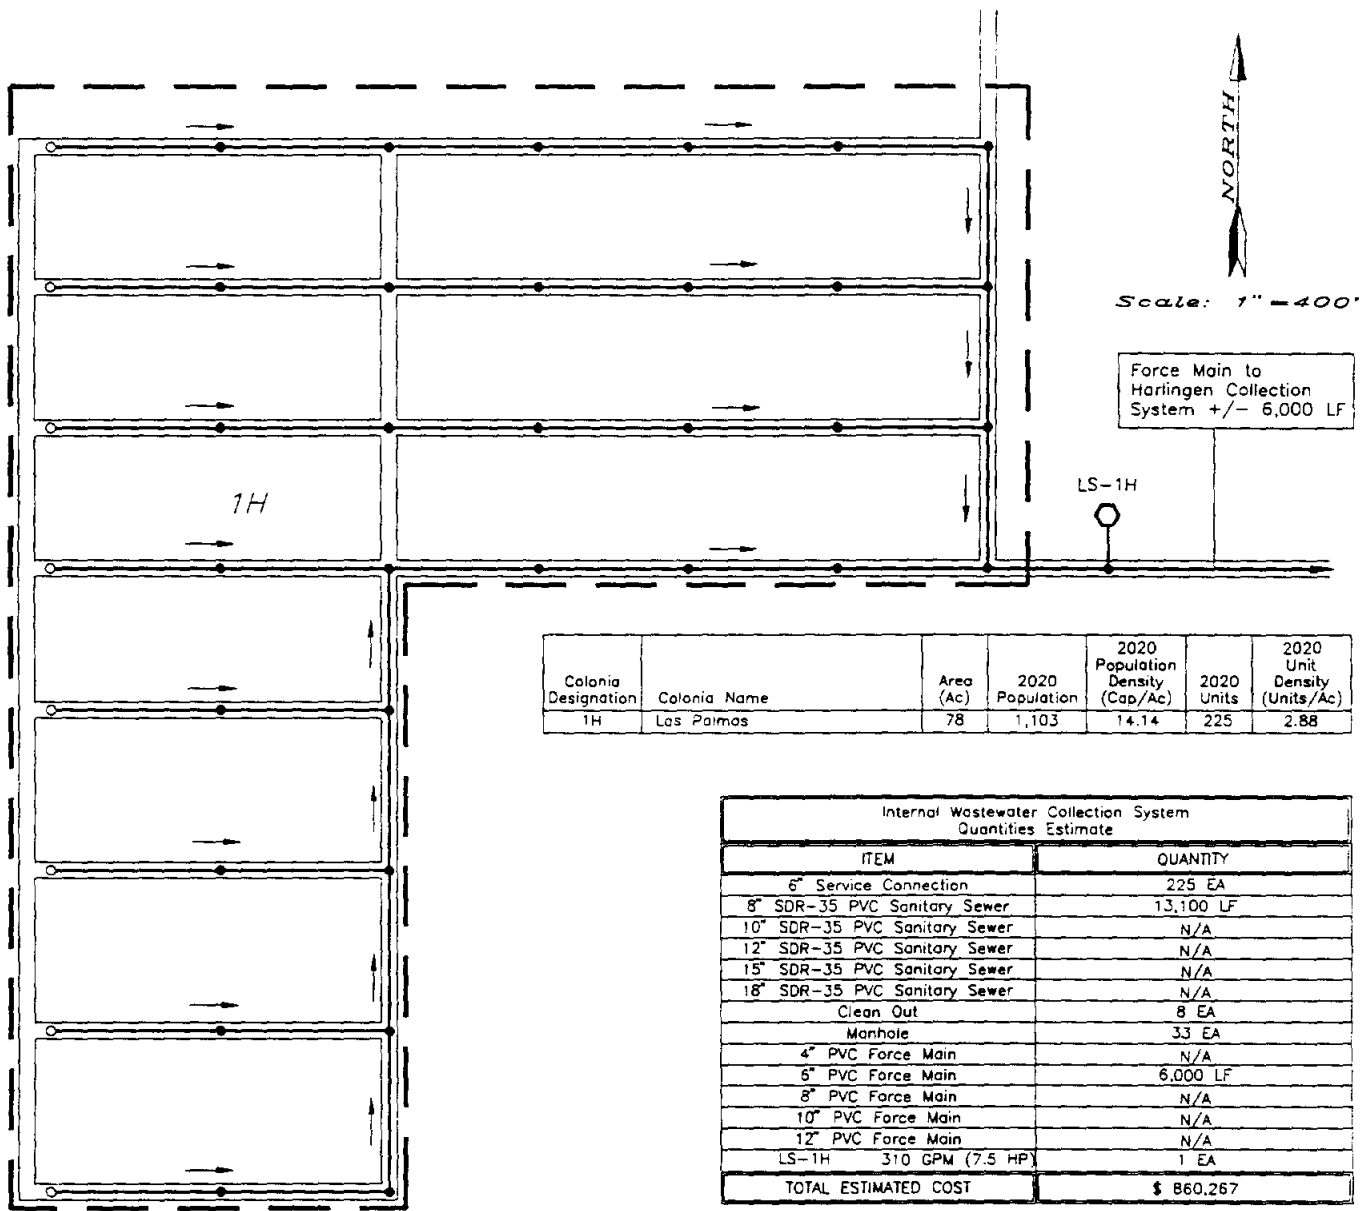 NORTH
Scale: 1"=400'
Force Main to
Harlingen Collection
System +/- 6,000 LF
LS-1H
1H
Colonia Designation Colonia Name Area (Ac) 2020 Population 2020 Population Density (Cap/Ac) 2020 Units 2020 Unit Density (Units/Ac)
1H Las Palmas 78 1,103 14.14 225 2.88
Internal Wastewater Collection System
Quantities Estimate
ITEM QUANTITY
6" Service Connection 225 EA
8" SDR-35 PVC Sanitary Sewer 13,100 LF
10" SDR-35 PVC Sanitary Sewer N/A
12" SDR-35 PVC Sanitary Sewer N/A
15" SDR-35 PVC Sanitary Sewer N/A
18" SDR-35 PVC Sanitary Sewer N/A
Clean Out 8 EA
Manhole 33 EA
4" PVC Force Main N/A
6" PVC Force Main 6,000 LF
8" PVC Force Main N/A
10" PVC Force Main N/A
12" PVC Force Main N/A
LS-1H 310 GPM (7.5 HP) 1 EA
TOTAL ESTIMATED COST $ 860,267